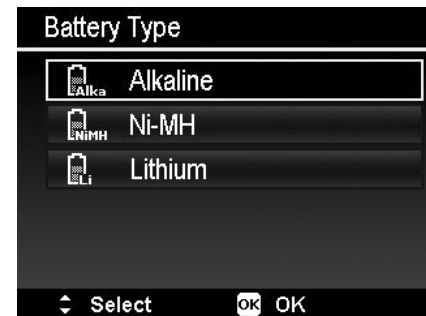 Battery Type
Alka Alkaline
NiMH Ni-MH
Li Lithium
Select OK OK